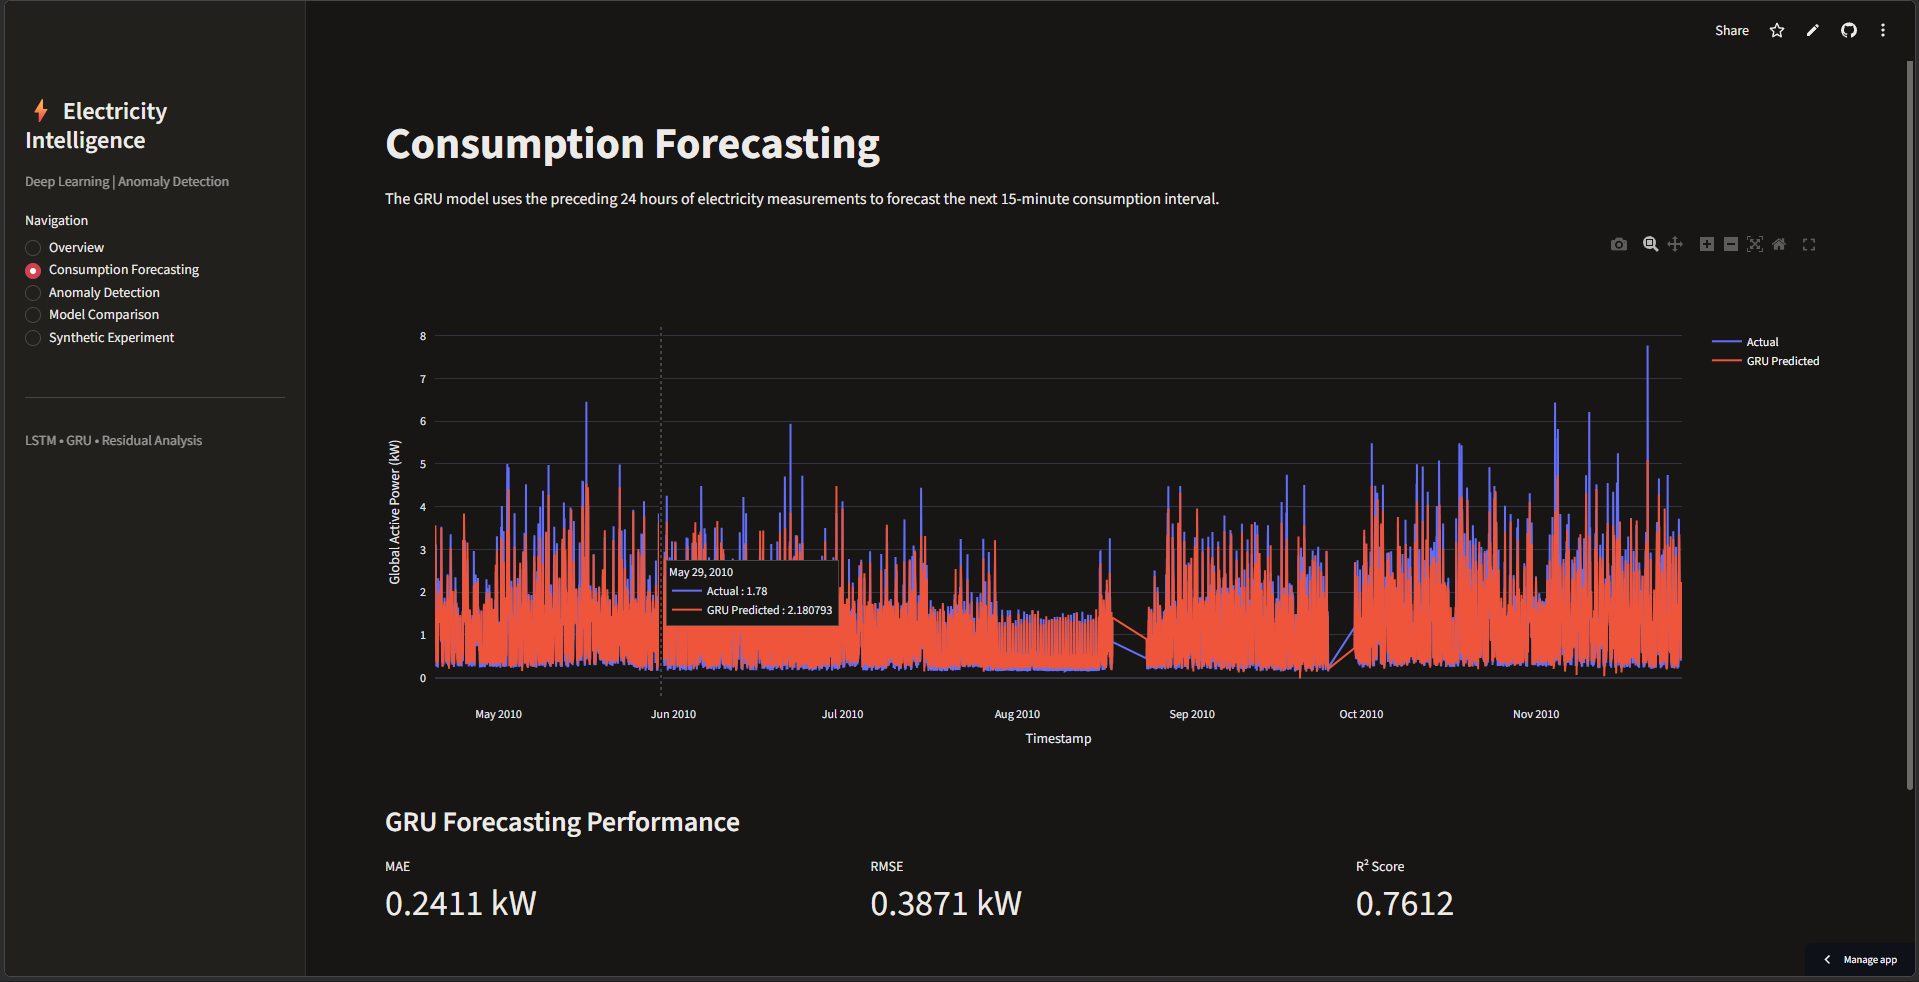 Share
⚡ Electricity
Intelligence
Deep Learning | Anomaly Detection
Navigation
Overview
Consumption Forecasting
Anomaly Detection
Model Comparison
Synthetic Experiment
LSTM • GRU • Residual Analysis
Consumption Forecasting
The GRU model uses the preceding 24 hours of electricity measurements to forecast the next 15-minute consumption interval.
8
7
6
5
4
3
2
1
0
Global Active Power (kW)
Actual
GRU Predicted
May 29, 2010
Actual : 1.78
GRU Predicted : 2.180793
May 2010
Jun 2010
Jul 2010
Aug 2010
Sep 2010
Oct 2010
Nov 2010
Timestamp
GRU Forecasting Performance
MAE
0.2411 kW
RMSE
0.3871 kW
R² Score
0.7612
Manage app